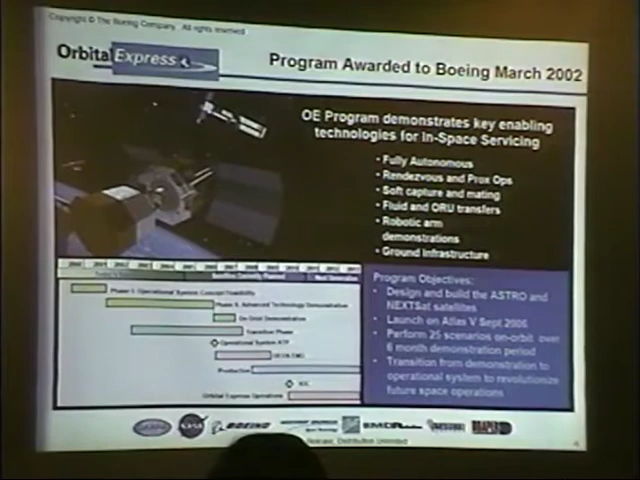 Copyright © The Boeing Company. All rights reserved
Orbital Express
Program Awarded to Boeing March 2002
OE Program demonstrates key enabling
technologies for In-Space Servicing
• Fully Autonomous
• Rendezvous and Prox Ops
• Soft capture and mating
• Fluid and ORU transfers
• Robotic arm
demonstrations
• Ground Infrastructure
Phase I: Operational System Concept
Phase II: Advanced Technology Demonstration
On-Orbit Demonstration
Transition Phase
Operational System ATP
Production
Orbital Express Operations
Program Objectives:
• Design and build the ASTRO and
NEXTSat satellites
• Launch on Atlas V Sept 2006
• Perform 25 scenarios on-orbit over
6 month demonstration period
• Transition from demonstration to
operational system to revolutionize
future space operations
NASA
BOEING
Release, Distribution Unlimited